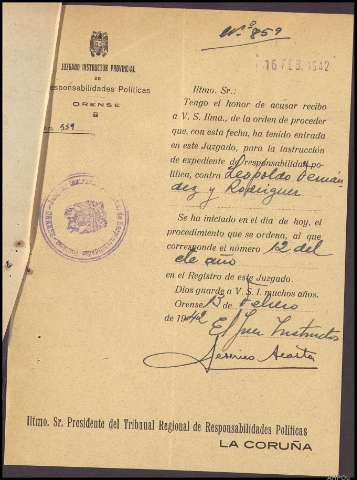 Nº 859
JUZGADO INSTRUCTOR PROVINCIAL
DE
Responsabilidades Políticas
ORENSE
16 FEB. 1942
Iltmo. Sr.:
Tengo el honor de acusar recibo
a V. S. Ilma., de la orden de proceder
que, con esta fecha, ha tenido entrada
en este Juzgado, para la instrucción
de expediente de responsabilidad po-
lítica, contra Leopoldo Fernán-
dez y Rodríguez
Se ha iniciado en el día de hoy, el
procedimiento que se ordena, al que
corresponde el número 12 del
año
en el Registro de este Juzgado.
Dios guarde a V. S. I. muchos años.
Orense 13 de Febrero
de 1942
El Juez Instructor
Iltmo. Sr. Presidente del Tribunal Regional de Responsabilidades Políticas
LA CORUÑA